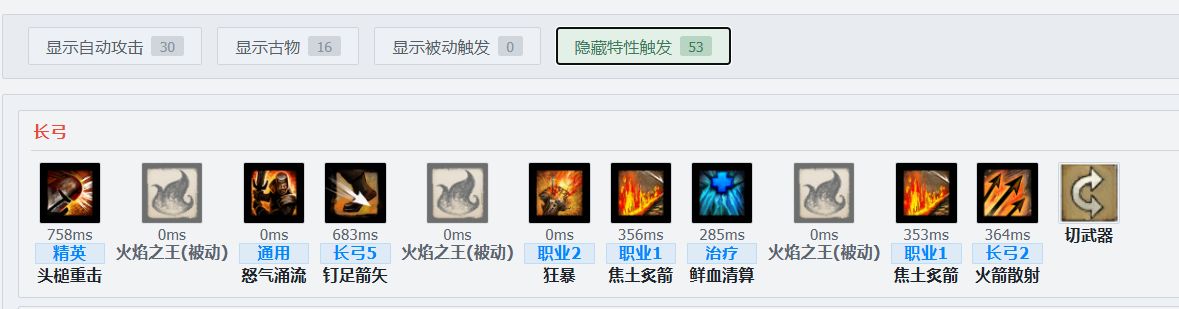 显示自动攻击 30 显示古物 16 显示被动触发 0 隐藏特性触发 53
长弓
758ms 0ms 0ms 683ms 0ms 0ms 356ms 285ms 0ms 353ms 364ms 切武器
精英 火焰之王(被动) 通用 长弓5 火焰之王(被动) 职业2 职业1 治疗 火焰之王(被动) 职业1 长弓2
头槌重击 怒气涌流 钉足箭矢 狂暴 焦土炙箭 鲜血清算 焦土炙箭 火箭散射